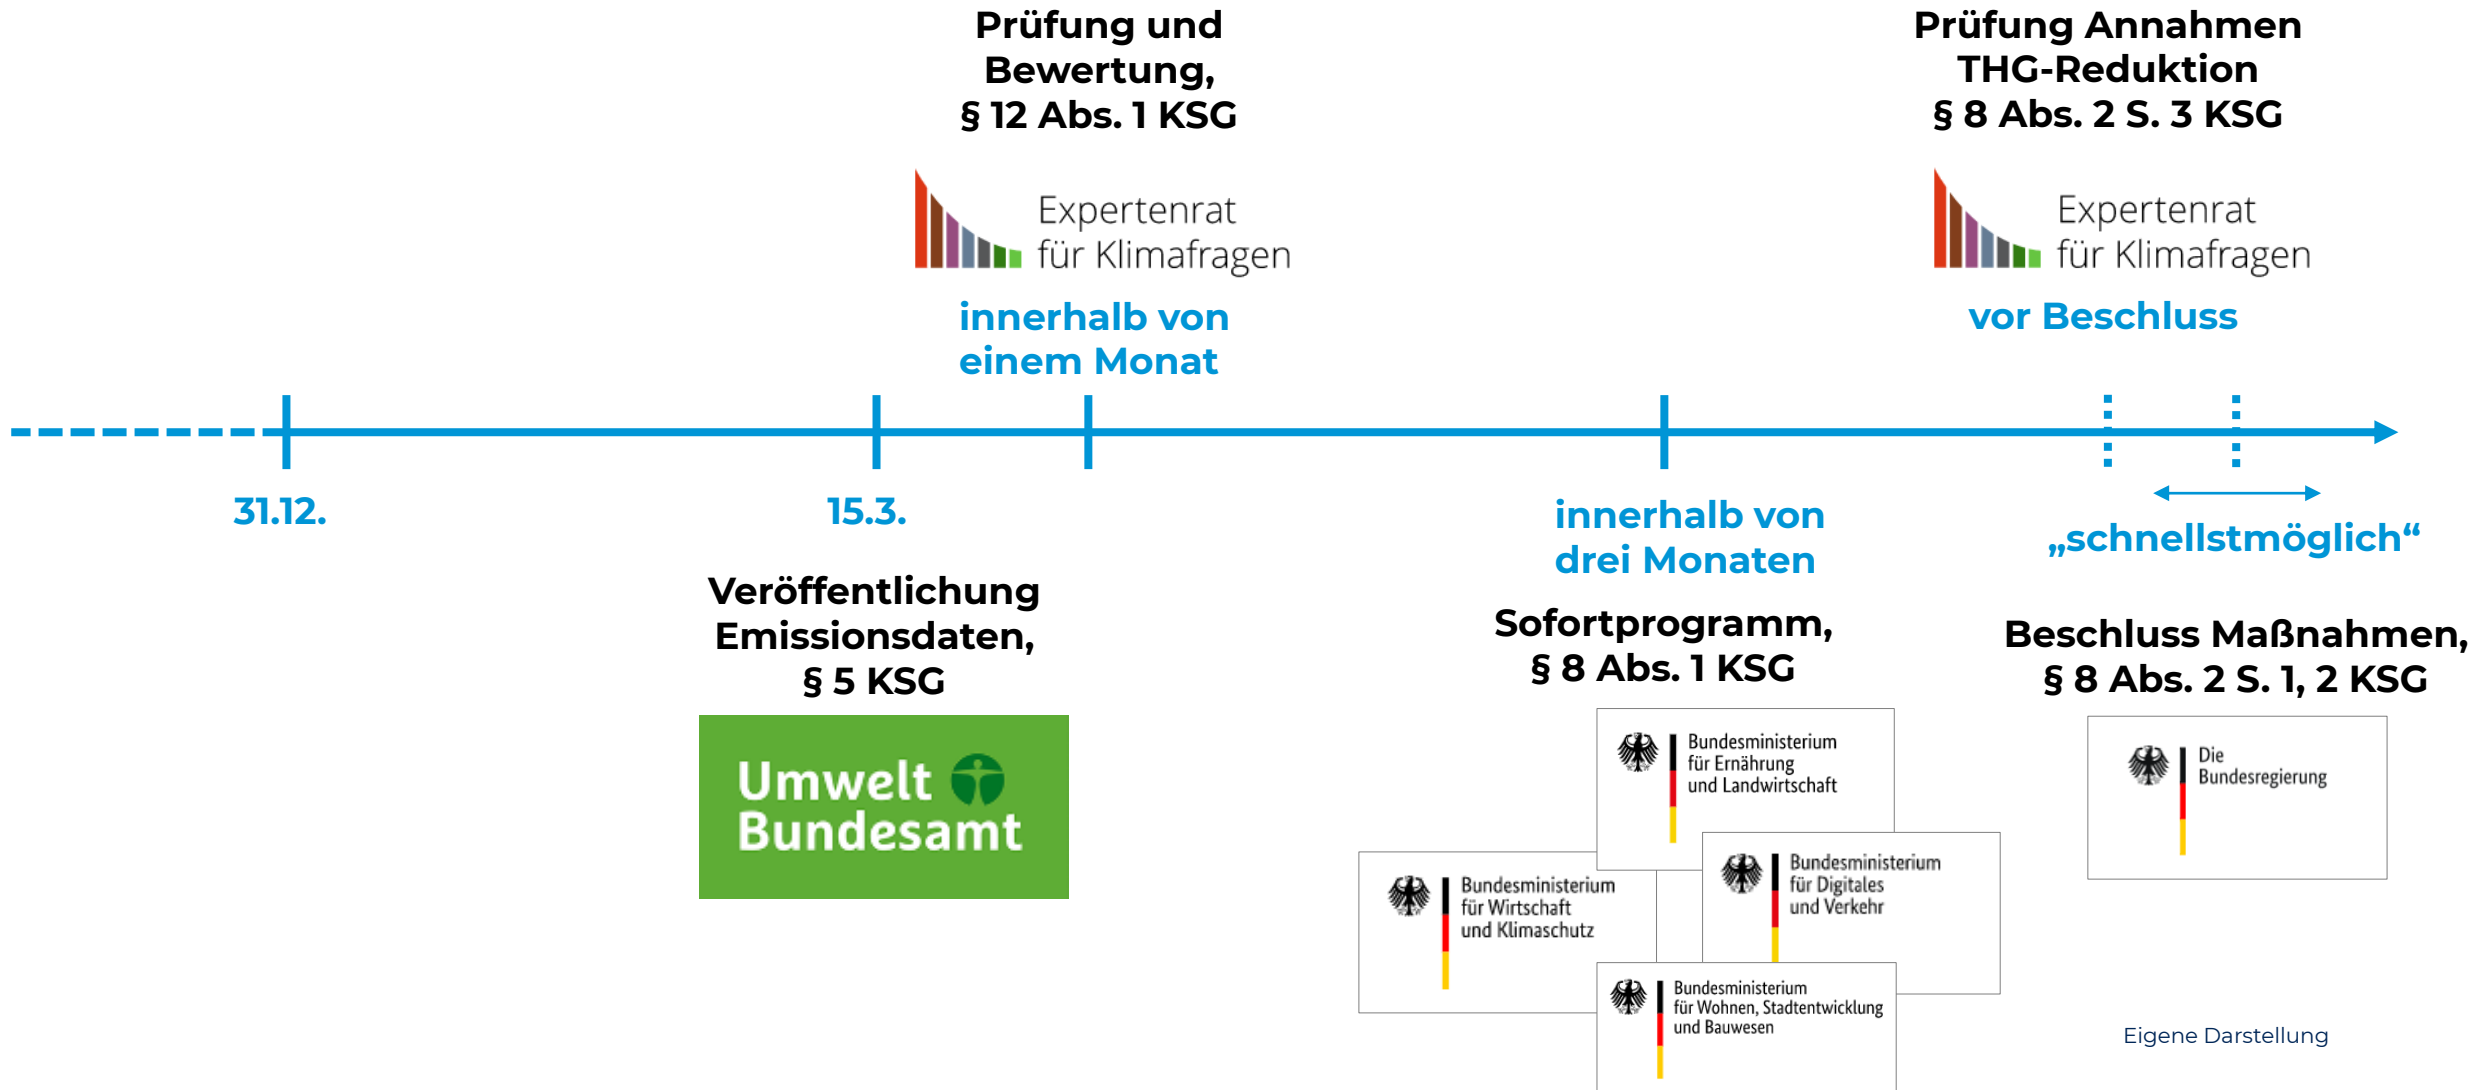 Prüfung und
Bewertung,
§ 12 Abs. 1 KSG
Expertenrat
für Klimafragen
innerhalb von
einem Monat
Prüfung Annahmen
THG-Reduktion
§ 8 Abs. 2 S. 3 KSG
Expertenrat
für Klimafragen
vor Beschluss
31.12.
15.3.
Veröffentlichung
Emissionsdaten,
§ 5 KSG
Umwelt
Bundesamt
innerhalb von
drei Monaten
Sofortprogramm,
§ 8 Abs. 1 KSG
Bundesministerium
für Ernährung
und Landwirtschaft
Bundesministerium
für Wirtschaft
und Klimaschutz
Bundesministerium
für Digitales
und Verkehr
Bundesministerium
für Wohnen, Stadtentwicklung
und Bauwesen
„schnellstmöglich“
Beschluss Maßnahmen,
§ 8 Abs. 2 S. 1, 2 KSG
Die
Bundesregierung
Eigene Darstellung